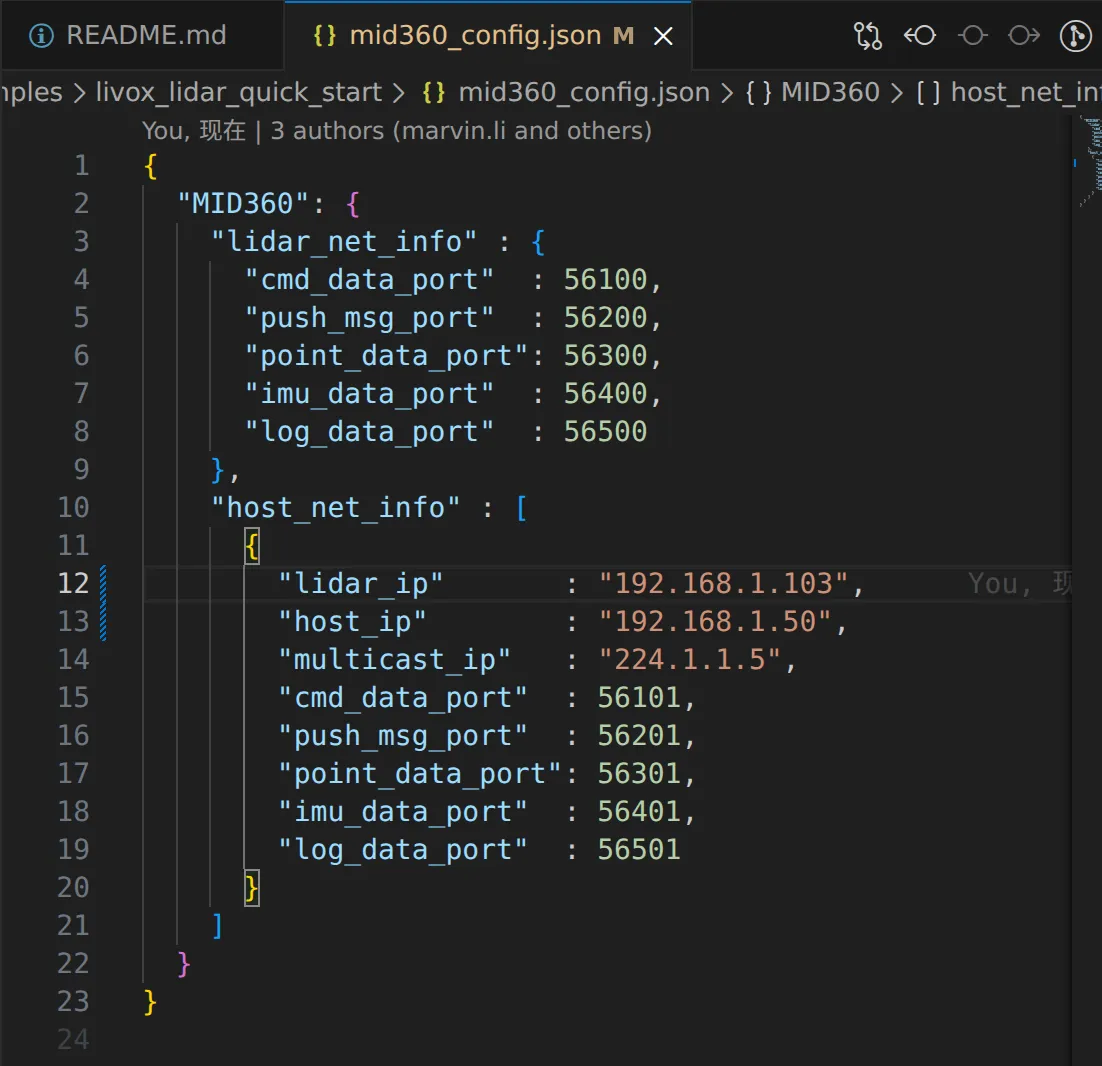 README.md
{} mid360_config.json M
livox_lidar_quick_start > {} mid360_config.json > { } MID360 > [ ]
You, 现在 | 3 authors (marvin.li and others)
1 {
2 "MID360": {
3 "lidar_net_info" : {
4 "cmd_data_port" : 56100,
5 "push_msg_port" : 56200,
6 "point_data_port": 56300,
7 "imu_data_port" : 56400,
8 "log_data_port" : 56500
9 },
10 "host_net_info" : [
11 {
12 "lidar_ip" : "192.168.1.103", You, 现
13 "host_ip" : "192.168.1.50",
14 "multicast_ip" : "224.1.1.5",
15 "cmd_data_port" : 56101,
16 "push_msg_port" : 56201,
17 "point_data_port": 56301,
18 "imu_data_port" : 56401,
19 "log_data_port" : 56501
20 }
21 ]
22 }
23 }
24